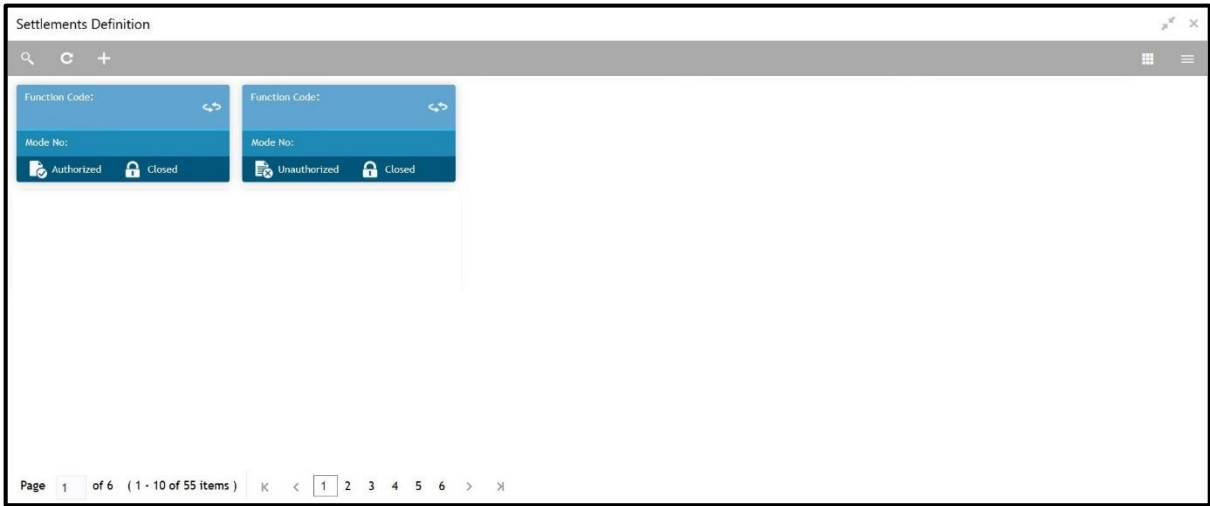 Settlements Definition
Function Code:
Mode No:
Authorized Closed
Function Code:
Mode No:
Unauthorized Closed
Page 1 of 6 ( 1 - 10 of 55 items ) 1 2 3 4 5 6